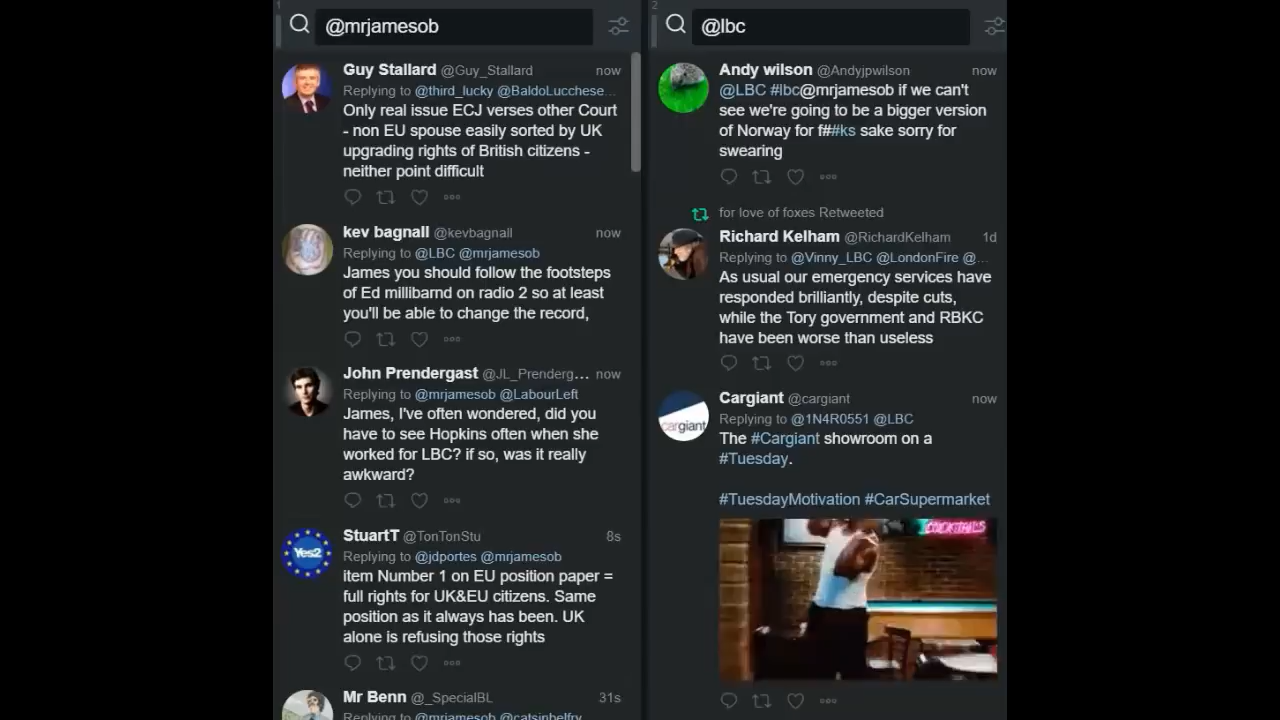 1
@mrjamesob
Guy Stallard @Guy_Stallard now
Replying to @third_lucky @BaldoLucchese...
Only real issue ECJ verses other Court
- non EU spouse easily sorted by UK
upgrading rights of British citizens -
neither point difficult
kev bagnall @kevbagnall now
Replying to @LBC @mrjamesob
James you should follow the footsteps
of Ed millibarnd on radio 2 so at least
you'll be able to change the record,
John Prendergast @JL_Prenderg... now
Replying to @mrjamesob @LabourLeft
James, I've often wondered, did you
have to see Hopkins often when she
worked for LBC? if so, was it really
awkward?
Yes2
StuartT @TonTonStu 8s
Replying to @jdportes @mrjamesob
item Number 1 on EU position paper =
full rights for UK&EU citizens. Same
position as it always has been. UK
alone is refusing those rights
Mr Benn @_SpecialBL 31s
Replying to @mrjamesob @catsinbelfry
2
@lbc
Andy wilson @Andyjpwilson now
@LBC #lbc@mrjamesob if we can't
see we're going to be a bigger version
of Norway for f##ks sake sorry for
swearing
for love of foxes Retweeted
Richard Kelham @RichardKelham 1d
Replying to @Vinny_LBC @LondonFire @...
As usual our emergency services have
responded brilliantly, despite cuts,
while the Tory government and RBKC
have been worse than useless
cargiant
Cargiant @cargiant now
Replying to @1N4R0551 @LBC
The #Cargiant showroom on a
#Tuesday.
#TuesdayMotivation #CarSupermarket
COCKTAILS